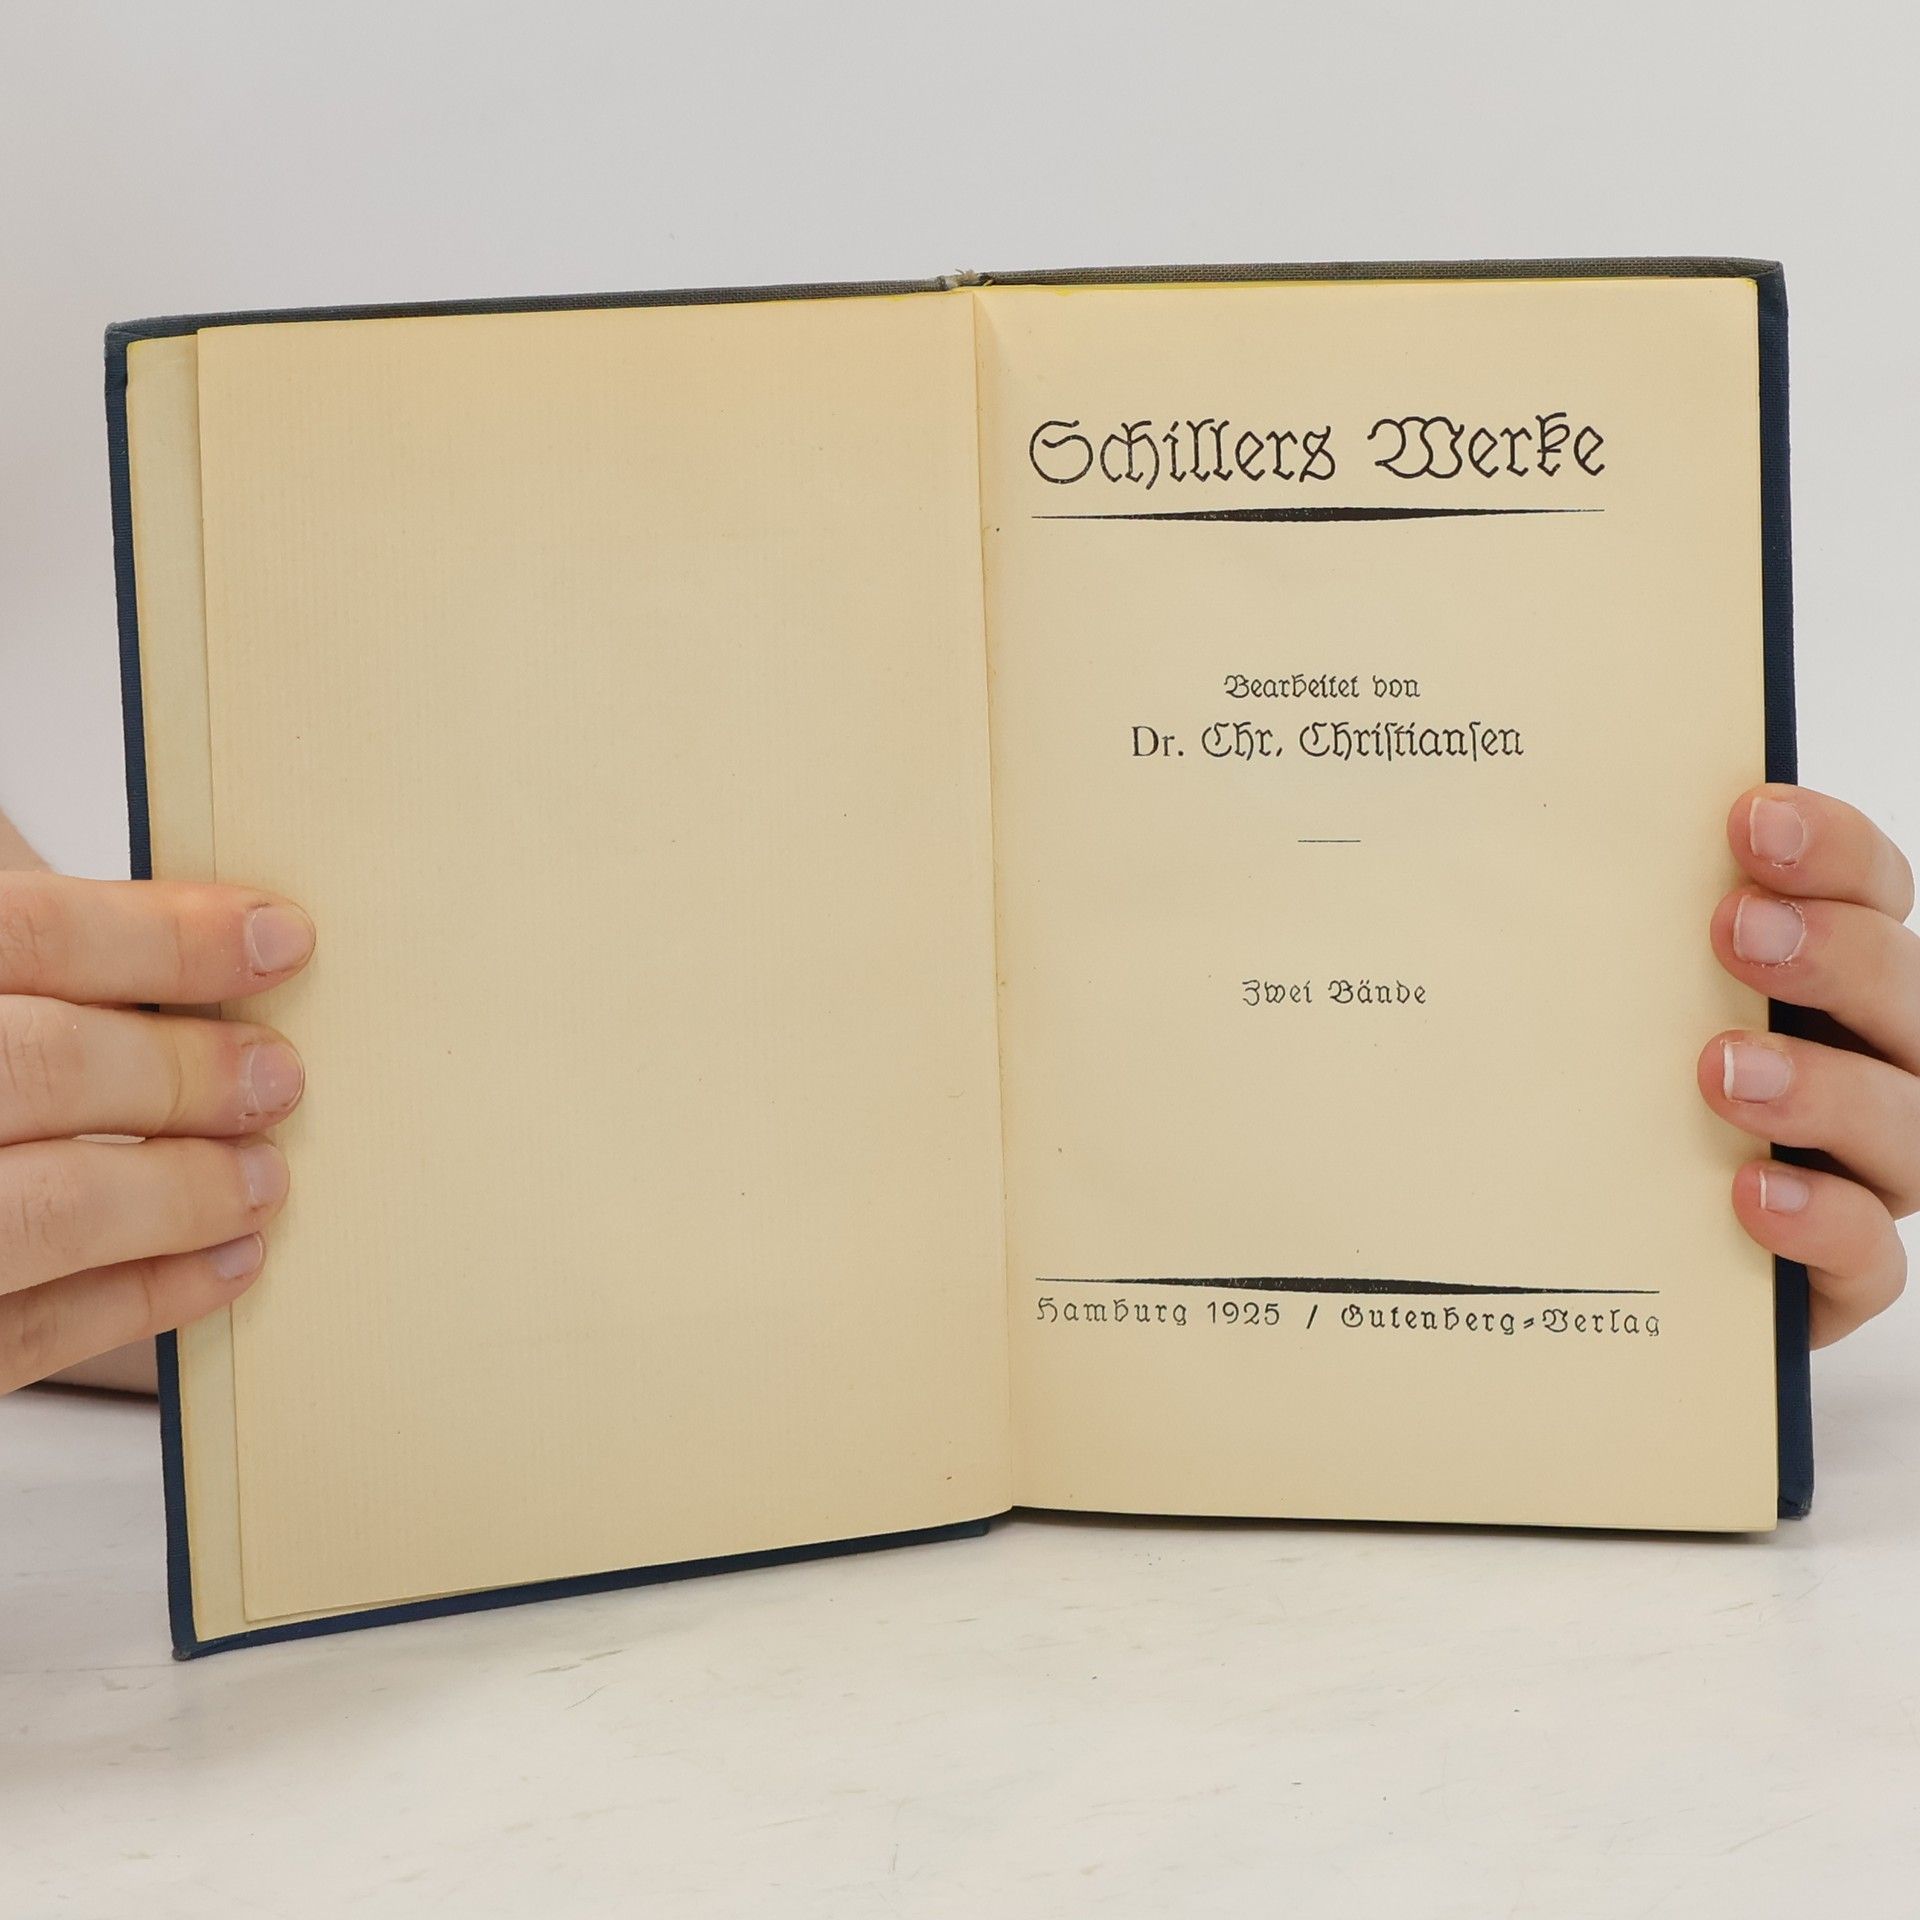 Schillers Werke
Bearbeitet von
Dr. Chr. Chriſtianſen
Zwei Bände
Hamburg 1925 / Gutenberg=Verlag